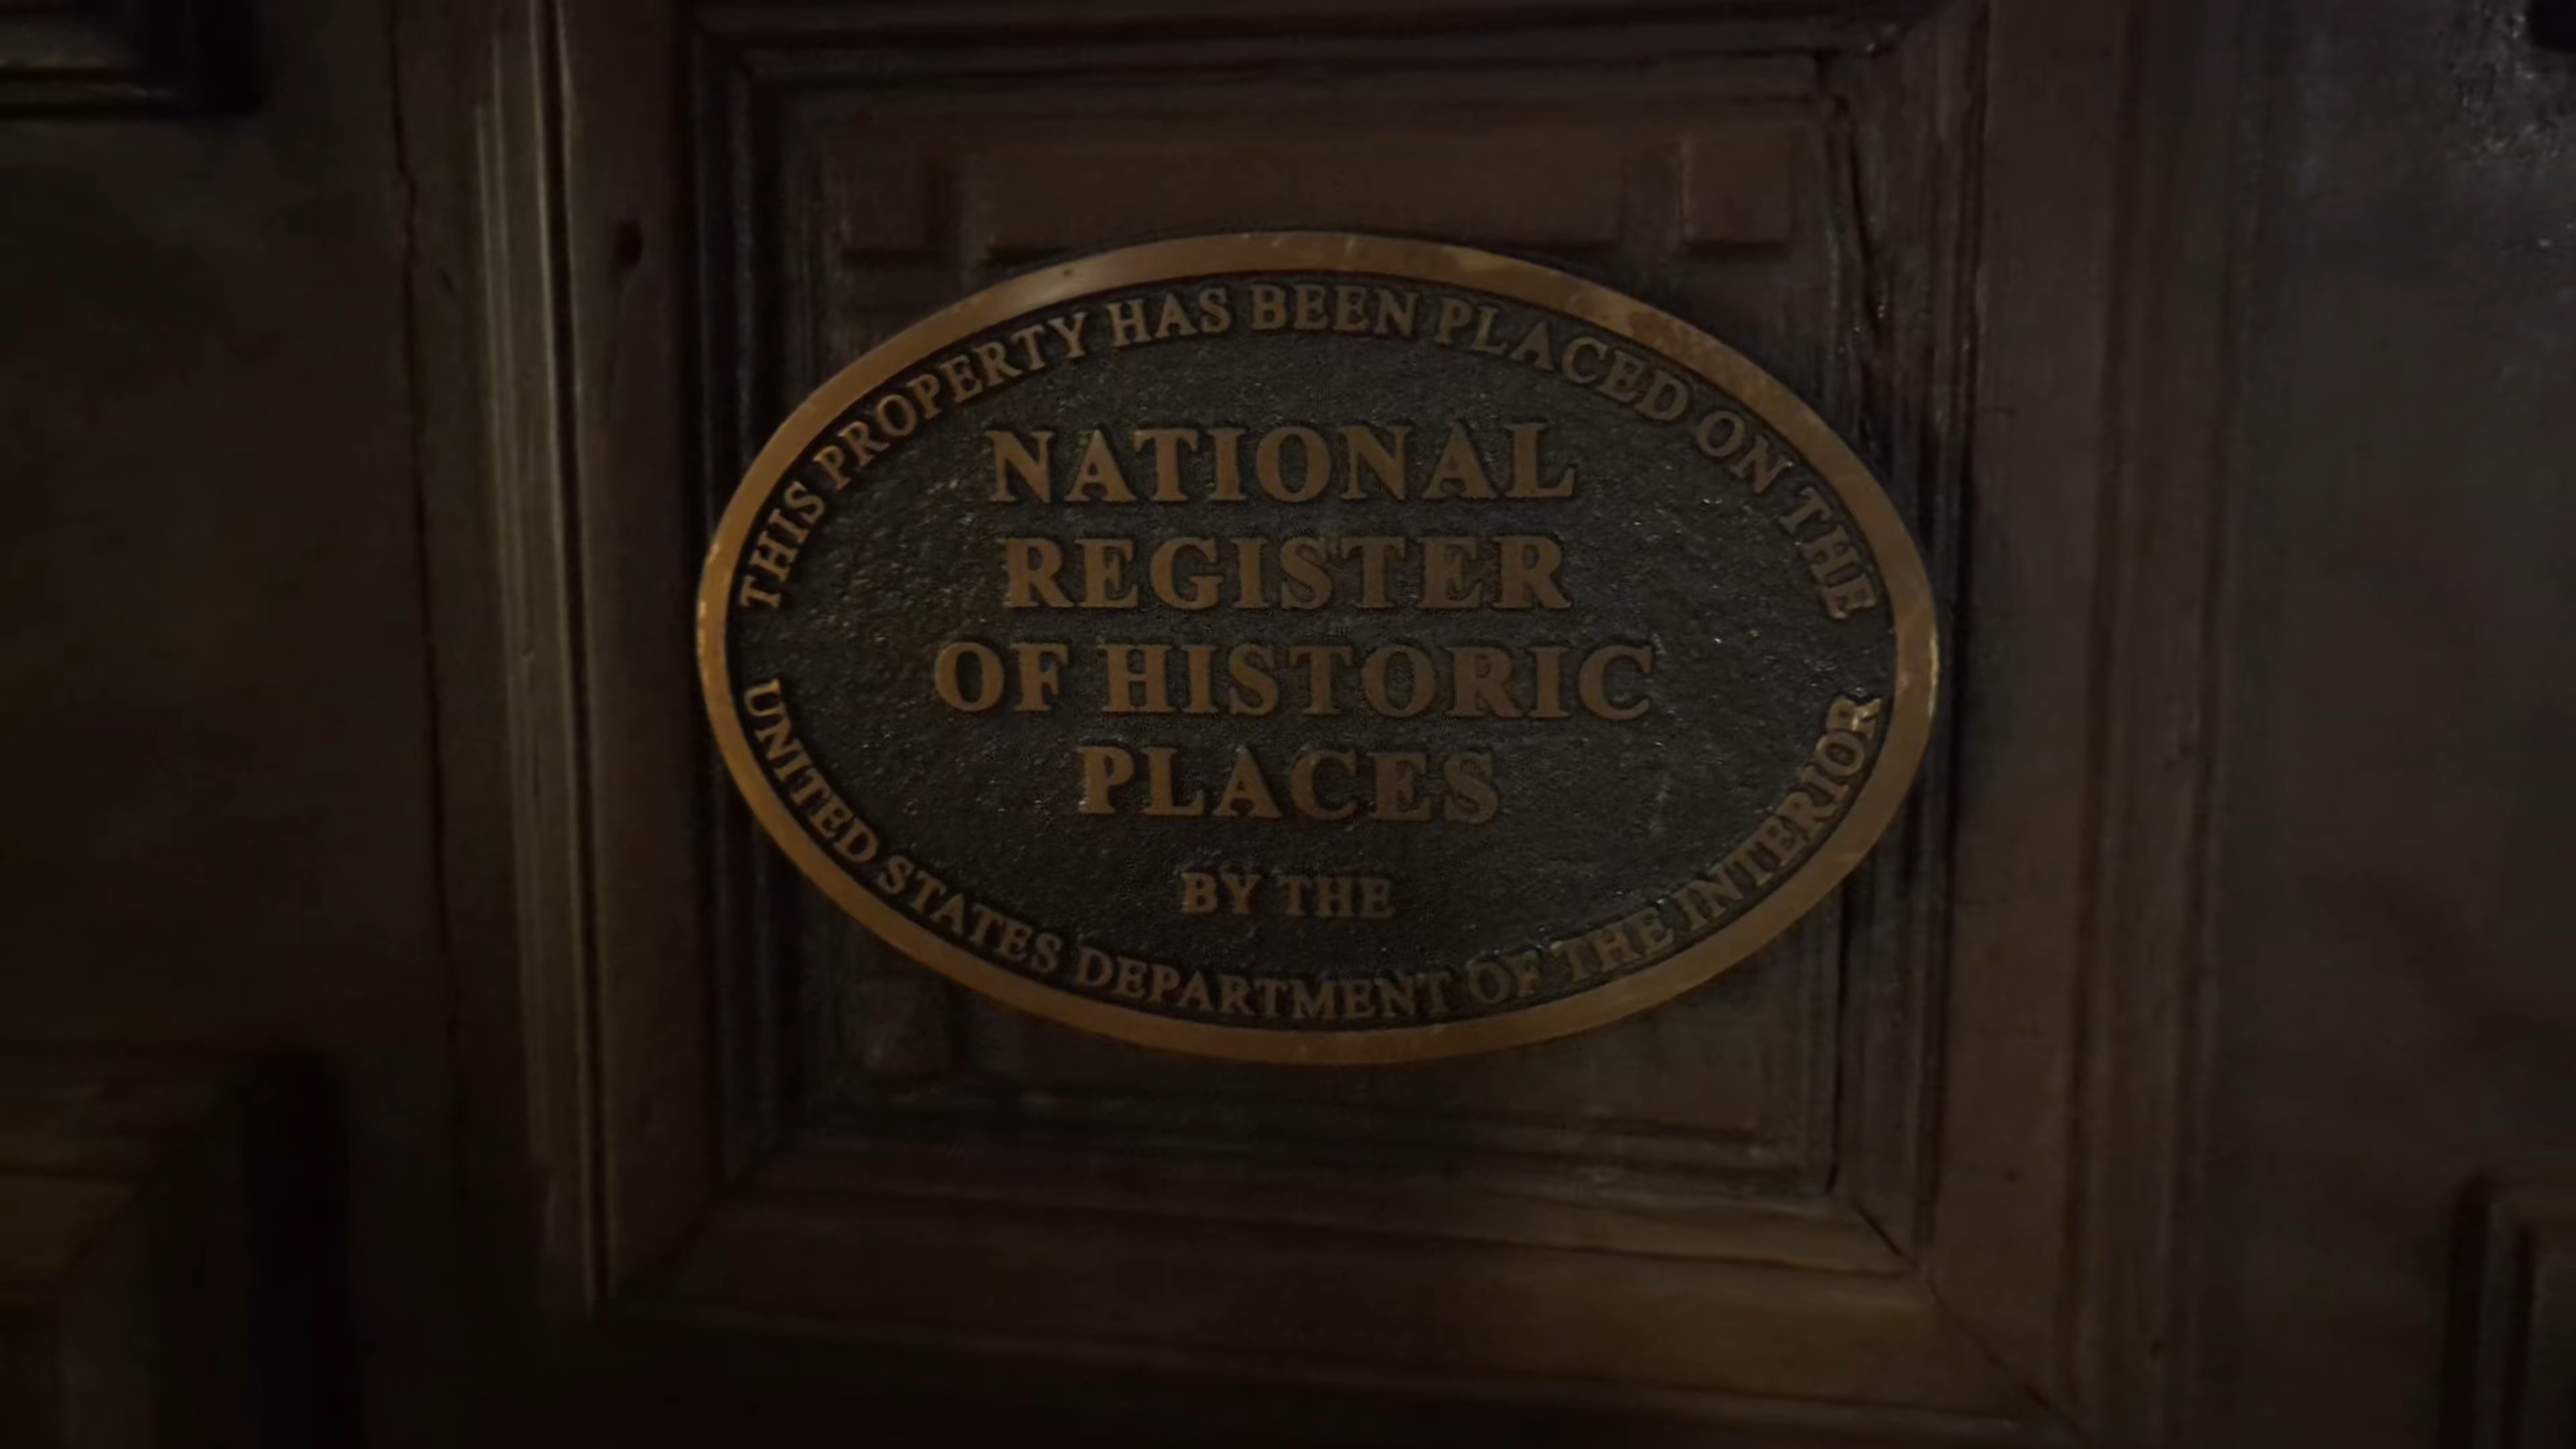 THIS PROPERTY HAS BEEN PLACED ON THE
NATIONAL
REGISTER
OF HISTORIC
PLACES
BY THE
UNITED STATES DEPARTMENT OF THE INTERIOR